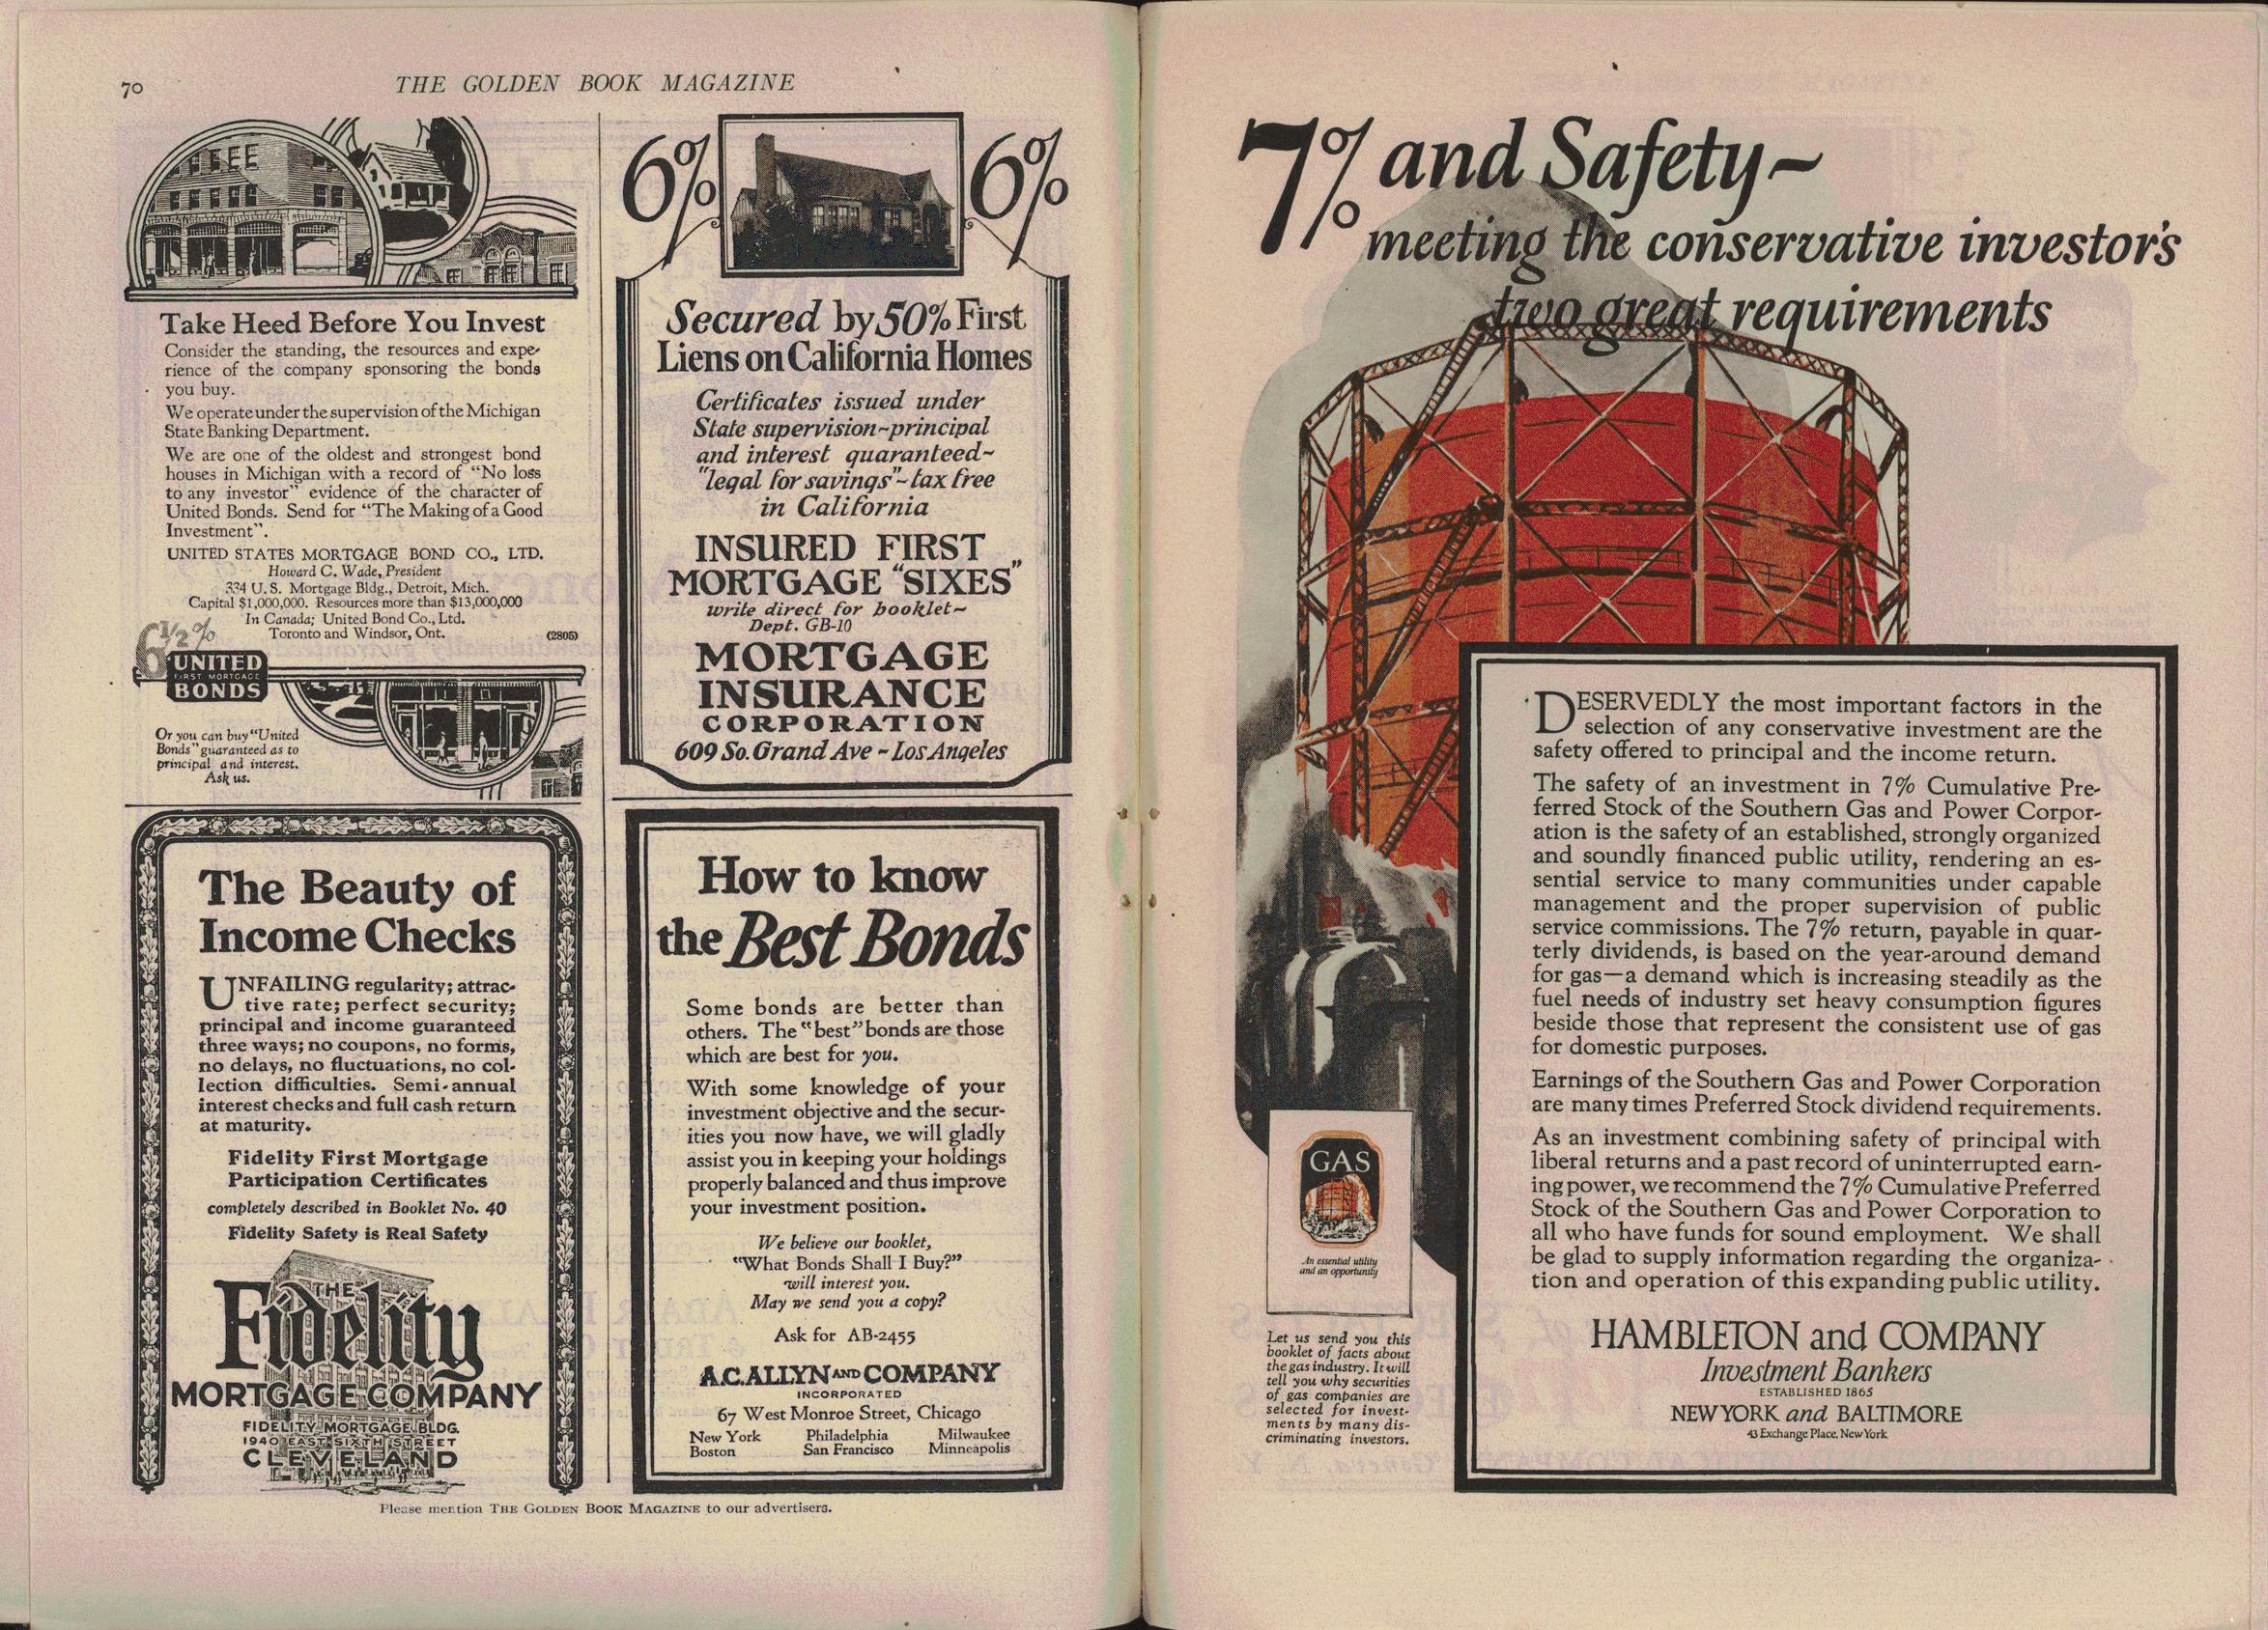 70
THE GOLDEN BOOK MAGAZINE
Take Heed Before You Invest
Consider the standing, the resources and expe-
rience of the company sponsoring the bonds
you buy.
We operate under the supervision of the Michigan
State Banking Department.
We are one of the oldest and strongest bond
houses in Michigan with a record of “No loss
to any investor” evidence of the character of
United Bonds. Send for “The Making of a Good
Investment”.
UNITED STATES MORTGAGE BOND CO., LTD.
Howard C. Wade, President
334 U. S. Mortgage Bldg., Detroit, Mich.
Capital $1,000,000. Resources more than $13,000,000
In Canada; United Bond Co., Ltd.
Toronto and Windsor, Ont. (2805)
6½%
UNITED
FIRST MORTGAGE
BONDS
Or you can buy “United
Bonds” guaranteed as to
principal and interest.
Ask us.
6% 6%
Secured by 50% First
Liens on California Homes
Certificates issued under
State supervision~principal
and interest guaranteed~
“legal for savings”~tax free
in California
INSURED FIRST
MORTGAGE “SIXES”
write direct for booklet~
Dept. GB-10
MORTGAGE
INSURANCE
CORPORATION
609 So. Grand Ave ~ Los Angeles
The Beauty of
Income Checks
UNFAILING regularity; attrac-
tive rate; perfect security;
principal and income guaranteed
three ways; no coupons, no forms,
no delays, no fluctuations, no col-
lection difficulties. Semi-annual
interest checks and full cash return
at maturity.
Fidelity First Mortgage
Participation Certificates
completely described in Booklet No. 40
Fidelity Safety is Real Safety
THE
Fidelity
MORTGAGE COMPANY
FIDELITY MORTGAGE BLDG.
1940 EAST SIXTH STREET
CLEVELAND
How to know
the Best Bonds
Some bonds are better than
others. The “best” bonds are those
which are best for you.
With some knowledge of your
investment objective and the secur-
ities you now have, we will gladly
assist you in keeping your holdings
properly balanced and thus improve
your investment position.
We believe our booklet,
“What Bonds Shall I Buy?”
will interest you.
May we send you a copy?
Ask for AB-2455
A.C.ALLYN AND COMPANY
INCORPORATED
67 West Monroe Street, Chicago
New York Philadelphia Milwaukee
Boston San Francisco Minneapolis
Please mention THE GOLDEN BOOK MAGAZINE to our advertisers.
7% and Safety~
meeting the conservative investor's
two great requirements
DESERVEDLY the most important factors in the
selection of any conservative investment are the
safety offered to principal and the income return.
The safety of an investment in 7% Cumulative Pre-
ferred Stock of the Southern Gas and Power Corpor-
ation is the safety of an established, strongly organized
and soundly financed public utility, rendering an es-
sential service to many communities under capable
management and the proper supervision of public
service commissions. The 7% return, payable in quar-
terly dividends, is based on the year-around demand
for gas—a demand which is increasing steadily as the
fuel needs of industry set heavy consumption figures
beside those that represent the consistent use of gas
for domestic purposes.
Earnings of the Southern Gas and Power Corporation
are many times Preferred Stock dividend requirements.
As an investment combining safety of principal with
liberal returns and a past record of uninterrupted earn-
ing power, we recommend the 7% Cumulative Preferred
Stock of the Southern Gas and Power Corporation to
all who have funds for sound employment. We shall
be glad to supply information regarding the organiza-
tion and operation of this expanding public utility.
HAMBLETON and COMPANY
Investment Bankers
ESTABLISHED 1865
NEW YORK and BALTIMORE
43 Exchange Place, New York
GAS
An essential utility
and an opportunity
Let us send you this
booklet of facts about
the gas industry. It will
tell you why securities
of gas companies are
selected for invest-
ments by many dis-
criminating investors.